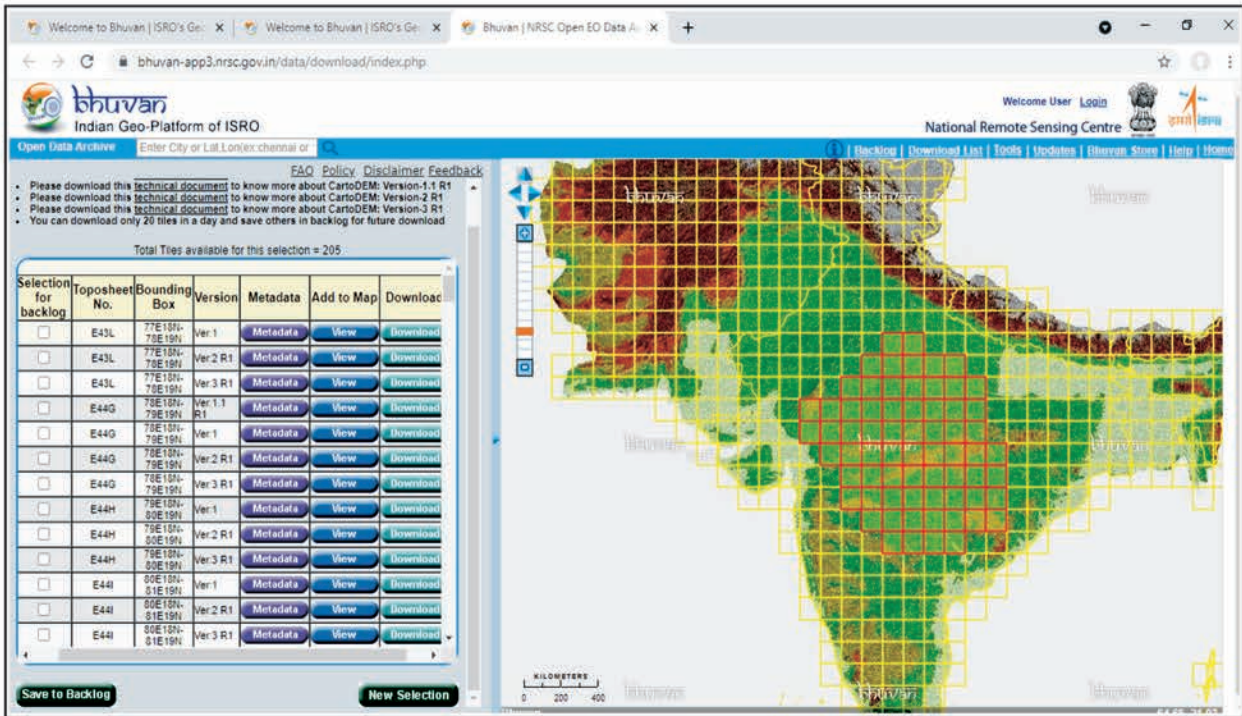 Welcome to Bhuvan | ISRO's Ge
Welcome to Bhuvan | ISRO's Ge
Bhuvan | NRSC Open EO Data A
bhuvan-app3.nrsc.gov.in/data/download/index.php
bhuvan
Indian Geo-Platform of ISRO
Welcome User Login
National Remote Sensing Centre
इसरो isro
Open Data Archive
Enter City or Lat,Lon(ex:chennai or
| Backlog | Download List | Tools | Updates | Bhuvan Store | Help | Home
FAQ Policy Disclaimer Feedback
• Please download this technical document to know more about CartoDEM: Version-1.1 R1
• Please download this technical document to know more about CartoDEM: Version-2 R1
• Please download this technical document to know more about CartoDEM: Version-3 R1
• You can download only 20 tiles in a day and save others in backlog for future download
Total Tiles available for this selection = 205
Selection for backlog Toposheet No. Bounding Box Version Metadata Add to Map Download
E43L 77E18N-78E19N Ver:1 Metadata View Download
E43L 77E18N-78E19N Ver:2 R1 Metadata View Download
E43L 77E18N-78E19N Ver:3 R1 Metadata View Download
E44G 78E18N-79E19N Ver:1.1 R1 Metadata View Download
E44G 78E18N-79E19N Ver:1 Metadata View Download
E44G 78E18N-79E19N Ver:2 R1 Metadata View Download
E44G 78E18N-79E19N Ver:3 R1 Metadata View Download
E44H 79E18N-80E19N Ver:1 Metadata View Download
E44H 79E18N-80E19N Ver:2 R1 Metadata View Download
E44H 79E18N-80E19N Ver:3 R1 Metadata View Download
E44I 80E18N-81E19N Ver:1 Metadata View Download
E44I 80E18N-81E19N Ver:2 R1 Metadata View Download
E44I 80E18N-81E19N Ver:3 R1 Metadata View Download
Save to Backlog
New Selection
bhuvan
bhuvan
bhuvan
bhuvan
bhuvan
bhuvan
bhuvan
bhuvan
bhuvan
KILOMETERS
0 200 400
Bhuvan